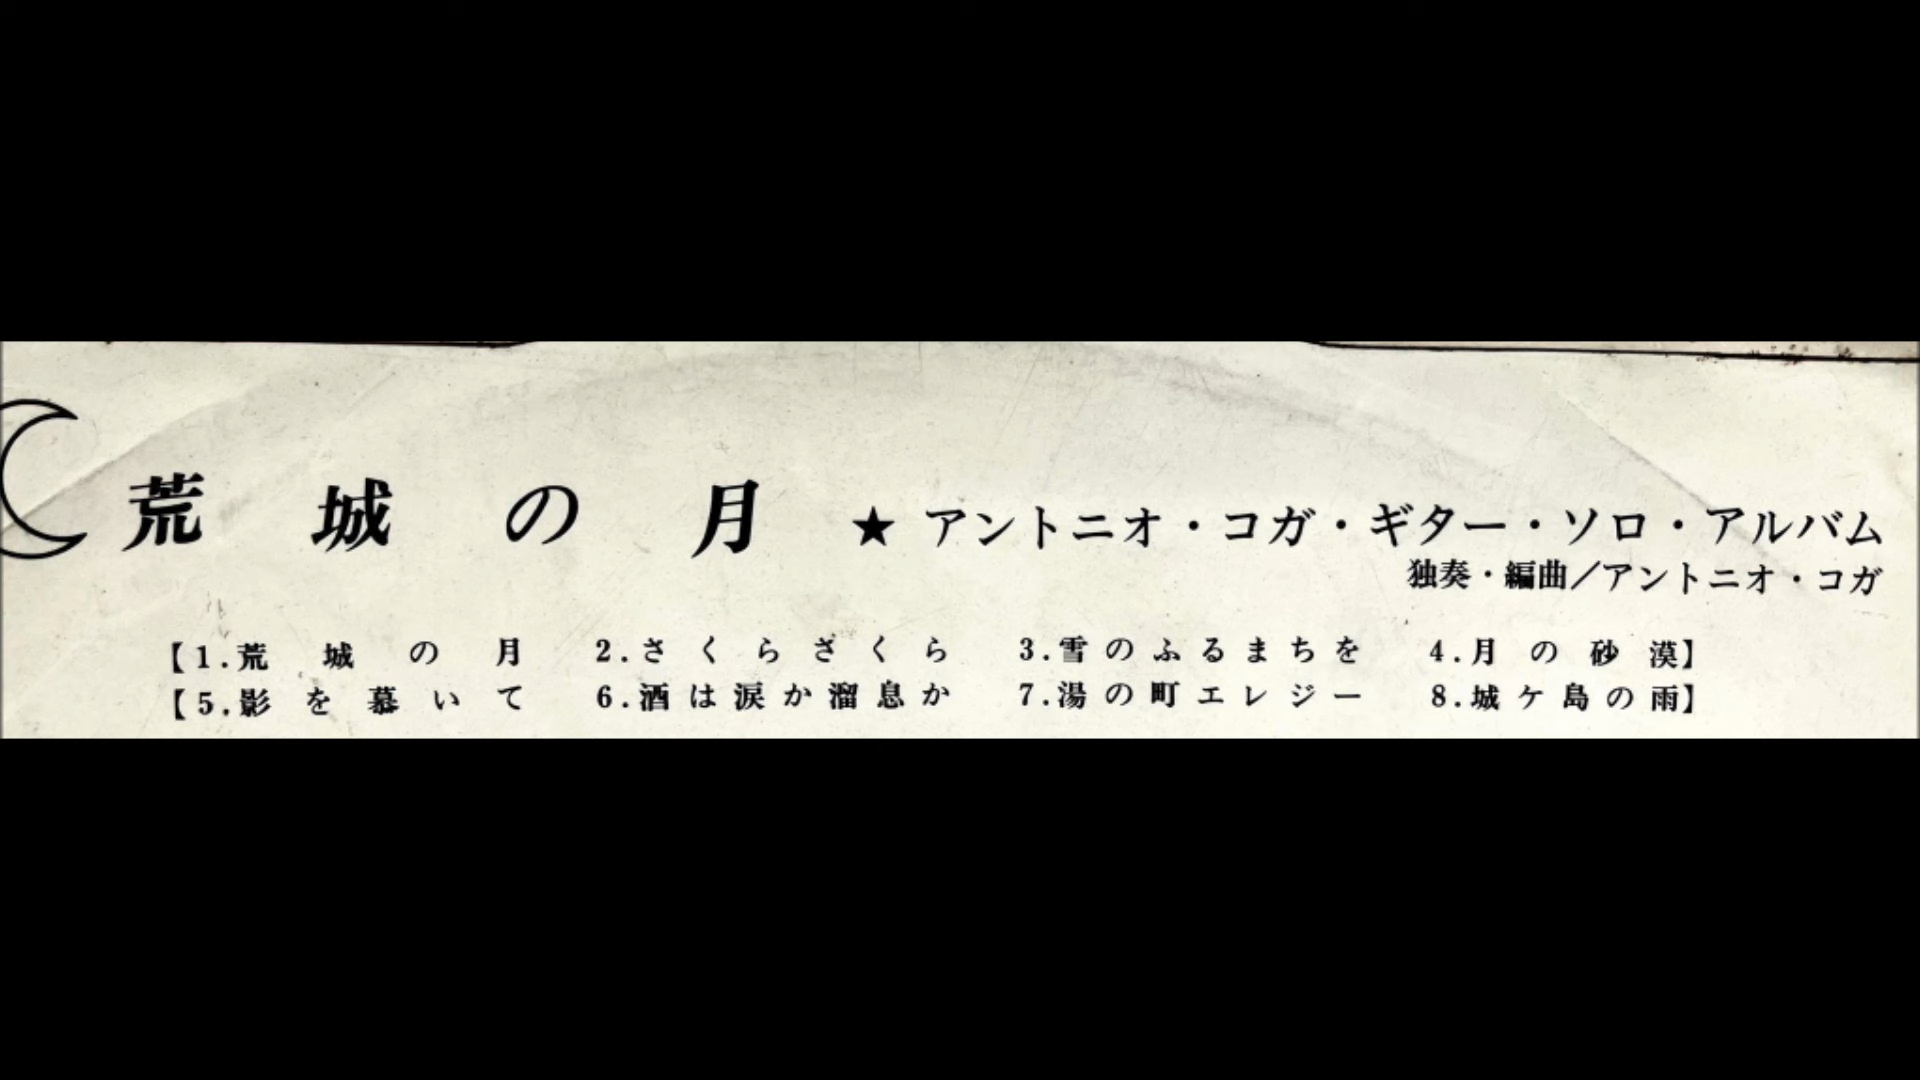 荒城の月 ★ アントニオ・コガ・ギター・ソロ・アルバム
独奏・編曲／アントニオ・コガ
【1.荒城の月 2.さくらざくら 3.雪のふるまちを 4.月の砂漠】
【5.影を慕いて 6.酒は涙か溜息か 7.湯の町エレジー 8.城ケ島の雨】